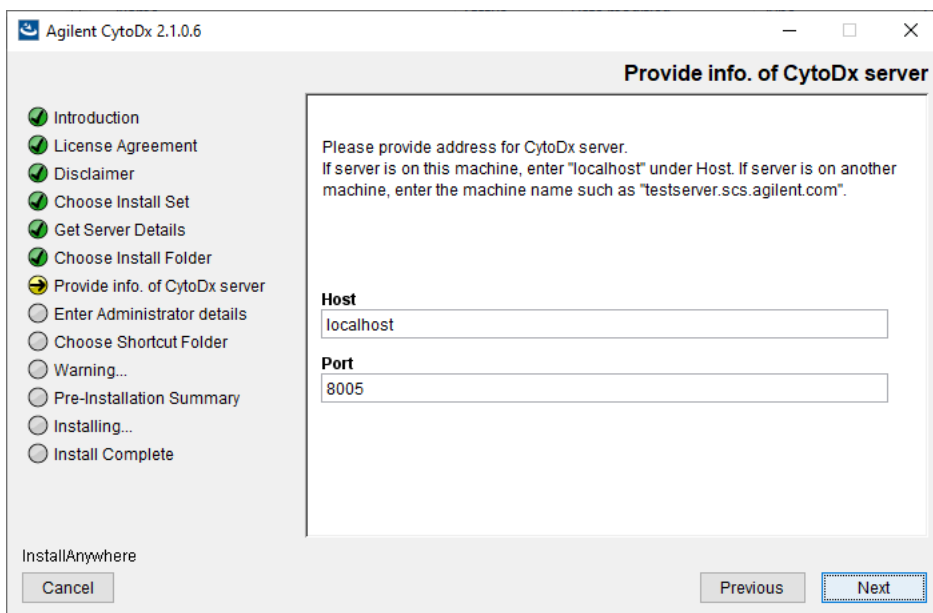 Agilent CytoDx 2.1.0.6
Provide info. of CytoDx server
Introduction
License Agreement
Disclaimer
Choose Install Set
Get Server Details
Choose Install Folder
Provide info. of CytoDx server
Enter Administrator details
Choose Shortcut Folder
Warning...
Pre-Installation Summary
Installing...
Install Complete
Please provide address for CytoDx server.
If server is on this machine, enter "localhost" under Host. If server is on another
machine, enter the machine name such as "testserver.scs.agilent.com".
Host
localhost
Port
8005
InstallAnywhere
Cancel
Previous
Next